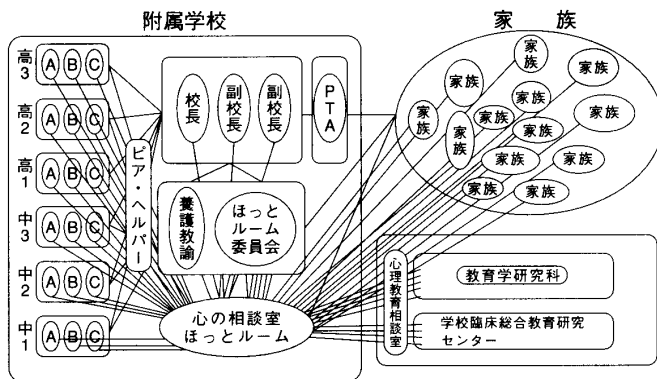 附属学校
家族
高3
A B C
高2
A B C
高1
A B C
中3
A B C
中2
A B C
中1
A B C
ピア・ヘルパー
校長
副校長
副校長
PTA
養護教諭
ほっと
ルーム
委員会
心の相談室
ほっとルーム
家族
家族
家族
家族
家族
家族
家族
家族
家族
家族
家族
家族
家族
心理教育相談室
教育学研究科
学校臨床総合教育研究
センター